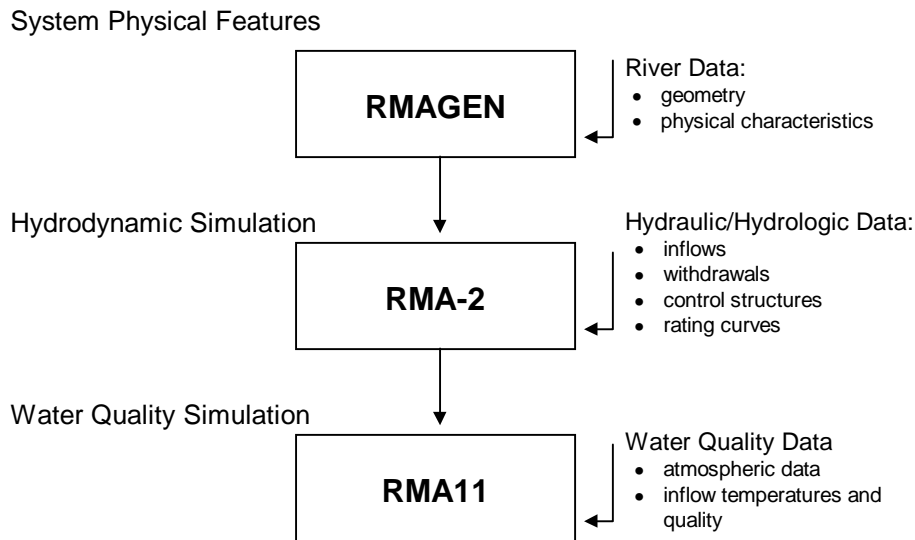 System Physical Features
RMAGEN
River Data:
• geometry
• physical characteristics
Hydrodynamic Simulation
RMA-2
Hydraulic/Hydrologic Data:
• inflows
• withdrawals
• control structures
• rating curves
Water Quality Simulation
RMA11
Water Quality Data
• atmospheric data
• inflow temperatures and
quality